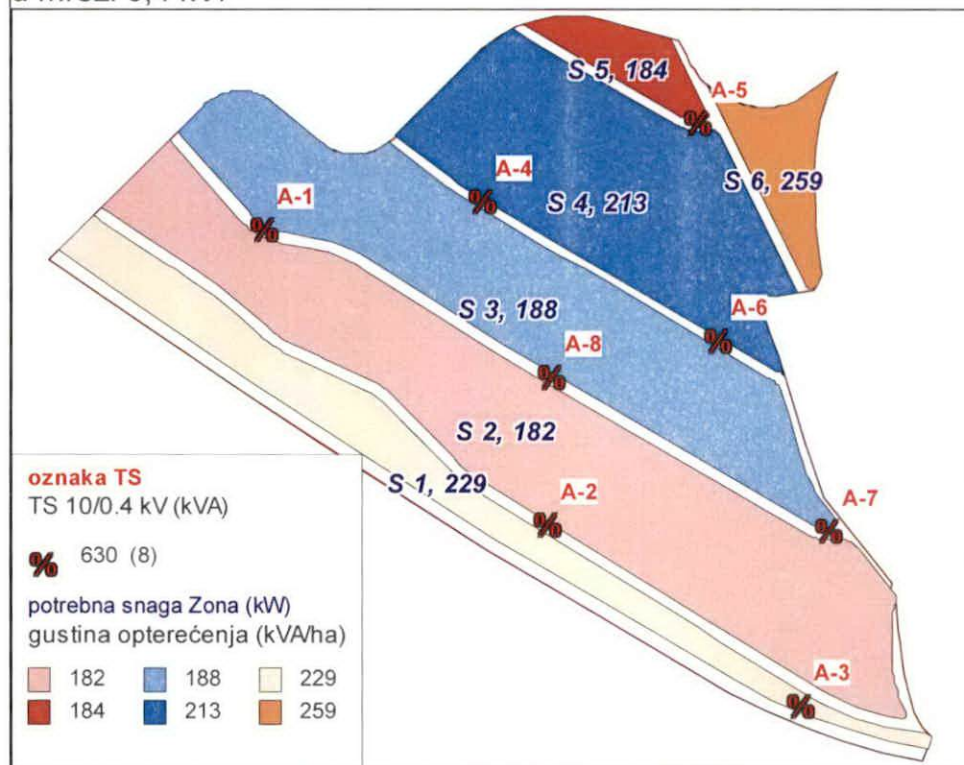 S 5, 184
A-5
A-4
S 6, 259
A-1
S 4, 213
S 3, 188
A-6
A-8
S 2, 182
oznaka TS
TS 10/0.4 kV (kVA)
S 1, 229
A-2
A-7
% 630 (8)
potrebna snaga Zona (kW)
gustina opterećenja (kVA/ha)
182 188 229
184 213 259
A-3